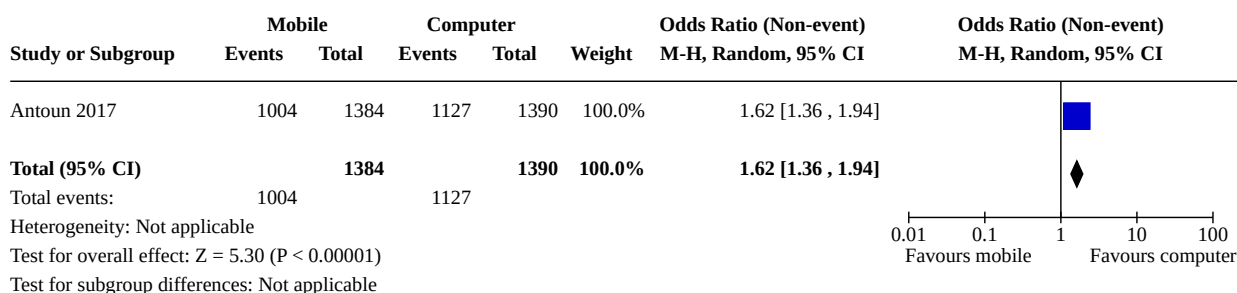 Mobile Computer Odds Ratio (Non-event) Odds Ratio (Non-event)
Study or Subgroup Events Total Events Total Weight M-H, Random, 95% CI M-H, Random, 95% CI
Antoun 2017 1004 1384 1127 1390 100.0% 1.62 [1.36 , 1.94]
Total (95% CI) 1384 1390 100.0% 1.62 [1.36 , 1.94]
Total events: 1004 1127
Heterogeneity: Not applicable
0.01 0.1 1 10 100
Test for overall effect: Z = 5.30 (P < 0.00001) Favours mobile Favours computer
Test for subgroup differences: Not applicable